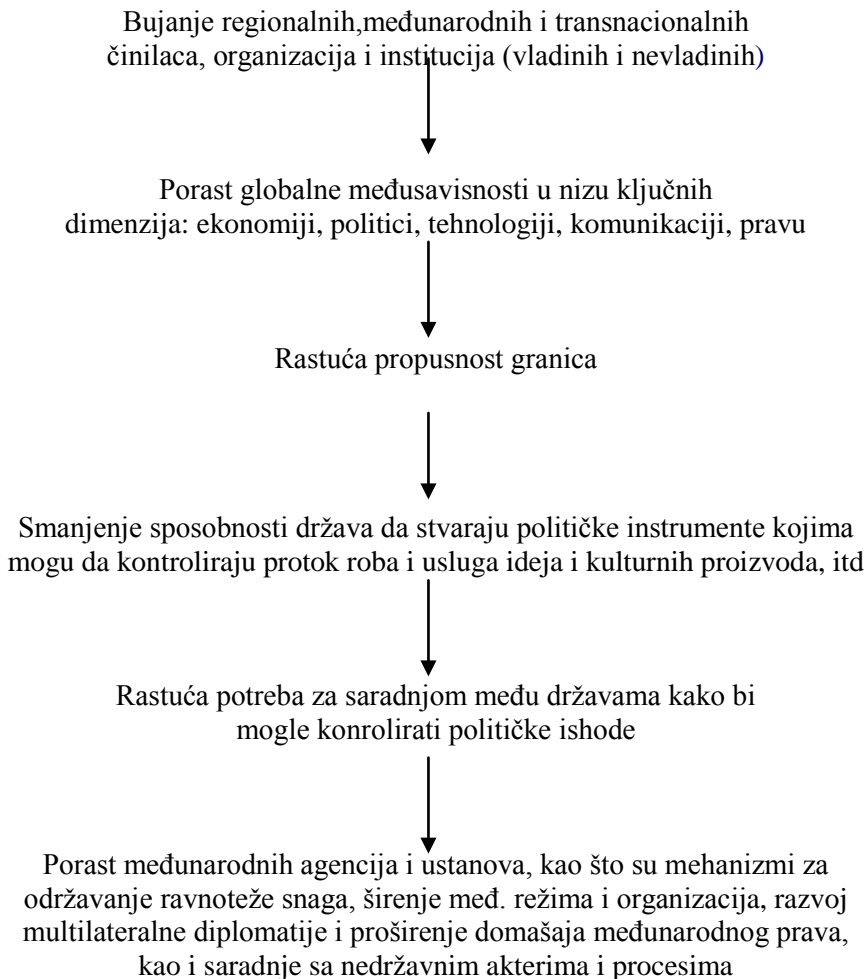 Bujanje regionalnih,međunarodnih i transnacionalnih
činilaca, organizacija i institucija (vladinih i nevladinih)
Porast globalne međusavisnosti u nizu ključnih
dimenzija: ekonomiji, politici, tehnologiji, komunikaciji, pravu
Rastuća propusnost granica
Smanjenje sposobnosti država da stvaraju političke instrumente kojima
mogu da kontroliraju protok roba i usluga ideja i kulturnih proizvoda, itd
Rastuća potreba za saradnjom među državama kako bi
mogle konrolirati političke ishode
Porast međunarodnih agencija i ustanova, kao što su mehanizmi za
održavanje ravnoteže snaga, širenje međ. režima i organizacija, razvoj
multilateralne diplomatije i proširenje domašaja međunarodnog prava,
kao i saradnje sa nedržavnim akterima i procesima